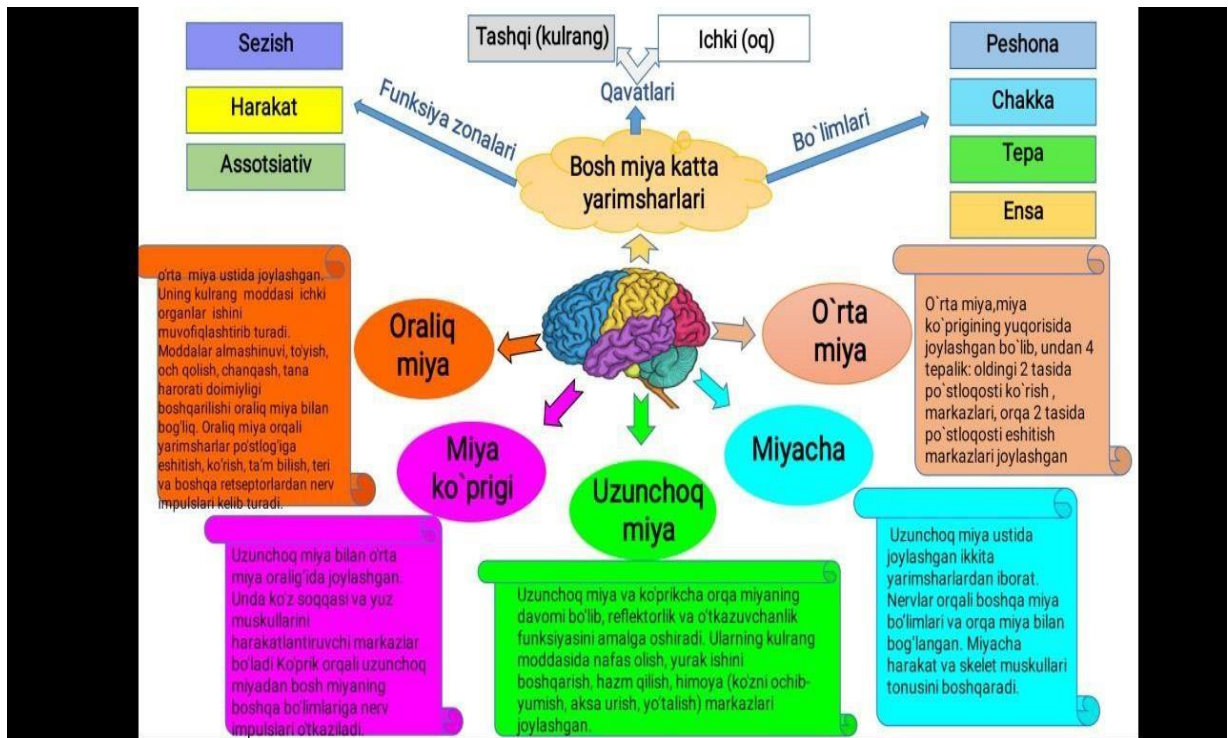 Sezish
Harakat
Assotsiativ
Funksiya zonalari
Tashqi (kulrang)
Ichki (oq)
Qavatlari
Bosh miya katta
yarimsharlari
Bo`limlari
Peshona
Chakka
Tepa
Ensa
o'rta miya ustida joylashgan.
Uning kulrang moddasi ichki
organlar ishini
muvofiqlashtirib turadi.
Moddalar almashinuvi, to'yish,
och qolish, chanqash, tana
harorati doimiyligi
boshqarilishi oraliq miya bilan
bog'liq. Oraliq miya orqali
yarimsharlar po'stlog'iga
eshitish, ko'rish, ta'm bilish, teri
va boshqa retseptorlardan nerv
impulslari kelib turadi.
Oraliq
miya
O`rta
miya
O`rta miya,miya
ko`prigining yuqorisida
joylashgan bo`lib, undan 4
tepalik: oldingi 2 tasida
po`stloqosti ko`rish ,
markazlari, orqa 2 tasida
po`stloqosti eshitish
markazlari joylashgan
Miya
ko`prigi
Uzunchoq
miya
Miyacha
Uzunchoq miya bilan o'rta
miya oralig'ida joylashgan.
Unda ko'z soqqasi va yuz
muskullarini
harakatlantiruvchi markazlar
bo'ladi Ko'prik orqali uzunchoq
miyadan bosh miyaning
boshqa bo'limlariga nerv
impulslari o'tkaziladi.
Uzunchoq miya va ko'prikcha orqa miyaning
davomi bo'lib, reflektorlik va o'tkazuvchanlik
funksiyasini amalga oshiradi. Ularning kulrang
moddasida nafas olish, yurak ishini
boshqarish, hazm qilish, himoya (ko'zni ochib-
yumish, aksa urish, yo'talish) markazlari
joylashgan.
Uzunchoq miya ustida
joylashgan ikkita
yarimsharlardan iborat.
Nervlar orqali boshqa miya
bo'limlari va orqa miya bilan
bog'langan. Miyacha
harakat va skelet muskullari
tonusini boshqaradi.